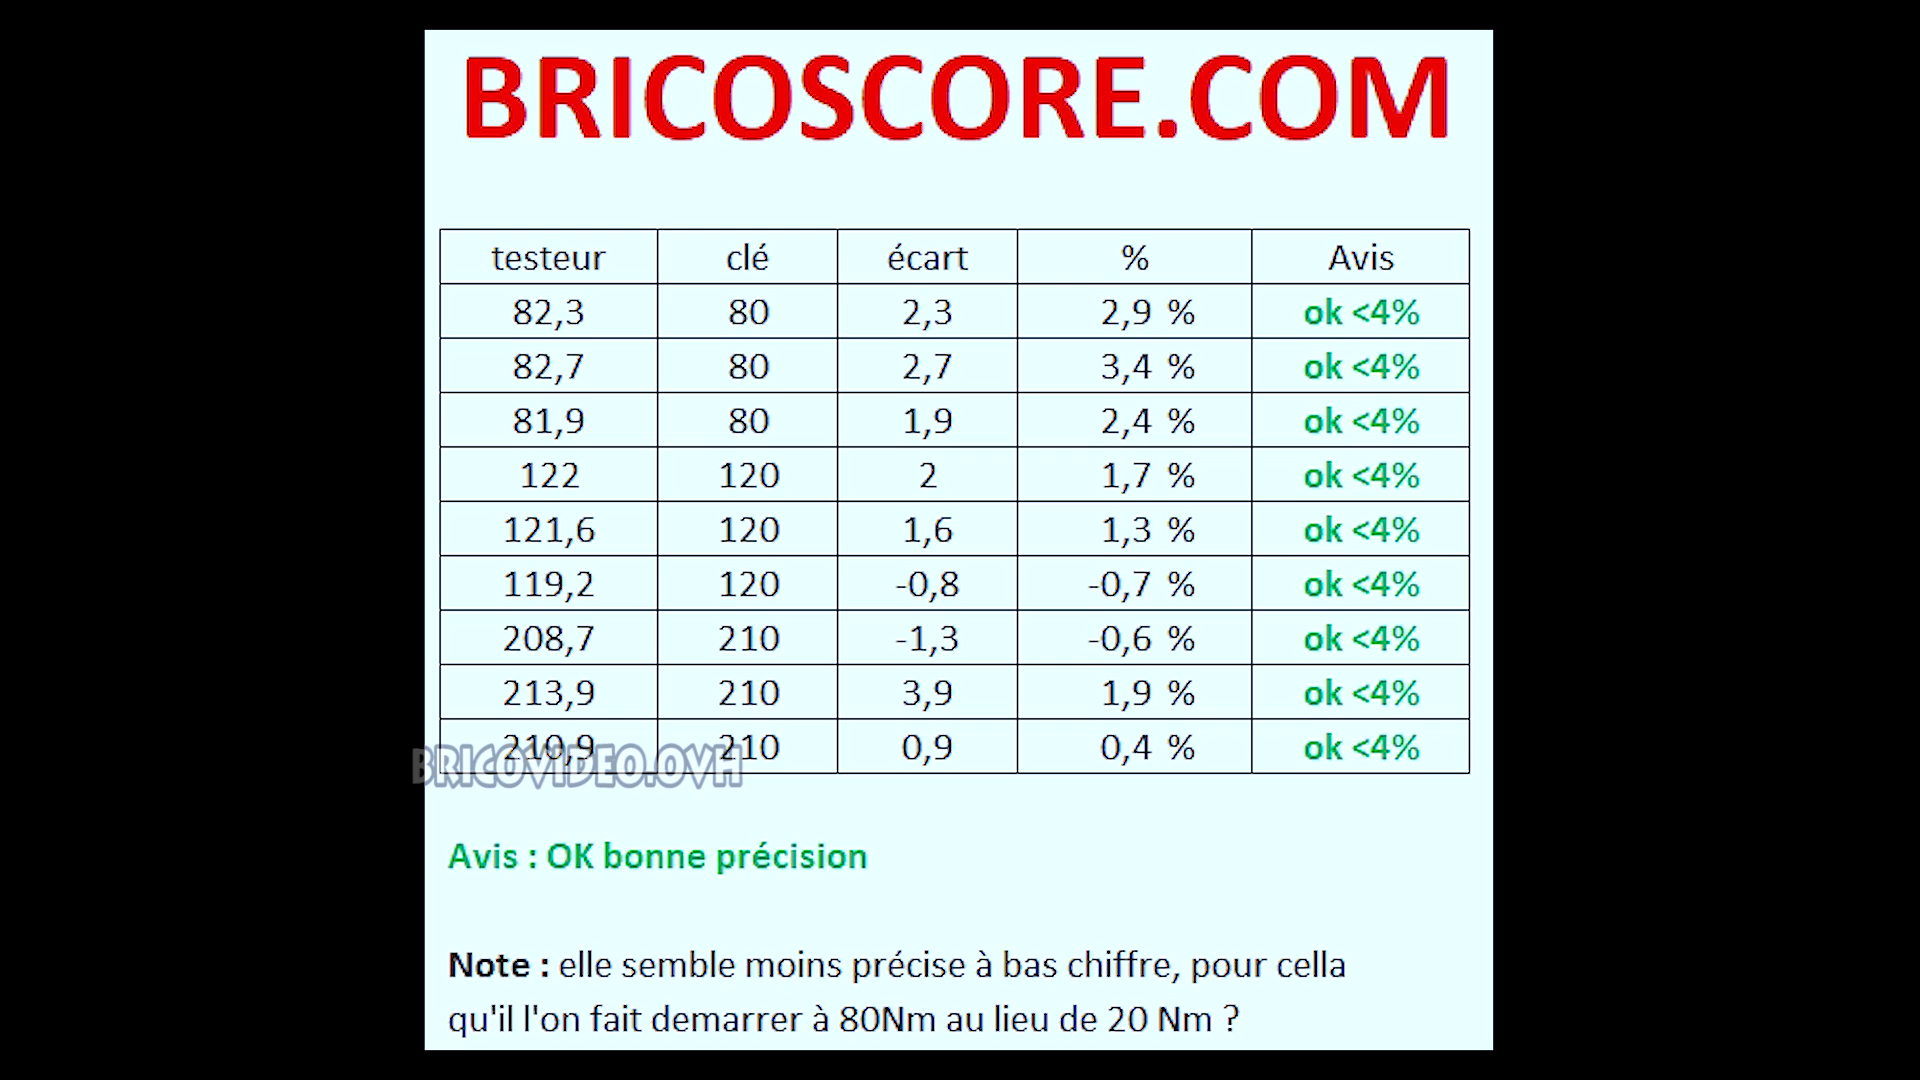 BRICOSCORE.COM
testeur clé écart % Avis
82,3 80 2,3 2,9 % ok <4%
82,7 80 2,7 3,4 % ok <4%
81,9 80 1,9 2,4 % ok <4%
122 120 2 1,7 % ok <4%
121,6 120 1,6 1,3 % ok <4%
119,2 120 -0,8 -0,7 % ok <4%
208,7 210 -1,3 -0,6 % ok <4%
213,9 210 3,9 1,9 % ok <4%
210,9 210 0,9 0,4 % ok <4%
BRICOVIDEO.OVH
Avis : OK bonne précision
Note : elle semble moins précise à bas chiffre, pour cella
qu'il l'on fait demarrer à 80Nm au lieu de 20 Nm ?